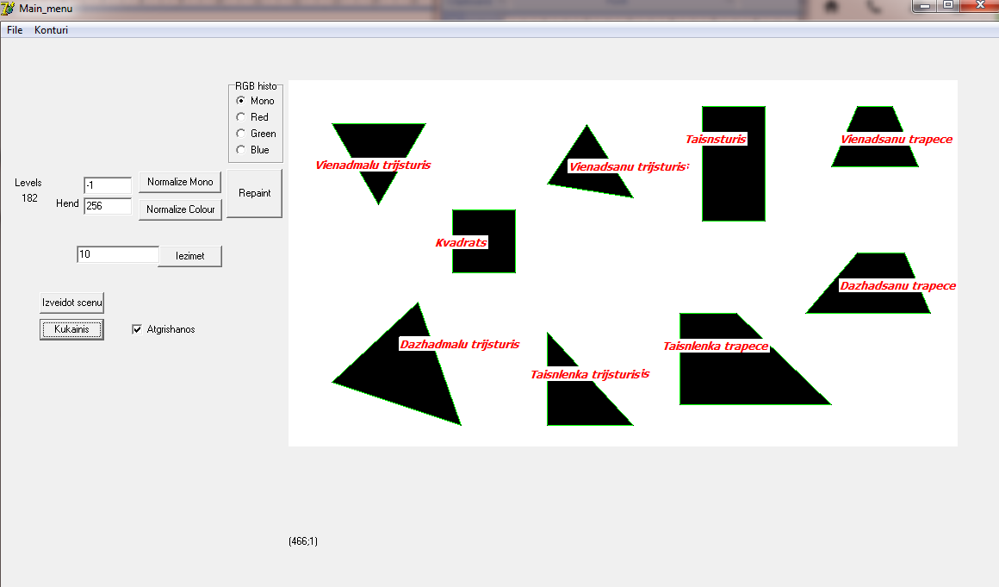 Main_menu
File Konturi
RGB histo
Mono
Red
Green
Blue
Levels
182
-1
Hend
256
Normalize Mono
Normalize Colour
Repaint
10
Iezimet
Izveidot scenu
Kukainis
Atgrishanos
Vienadmalu trijsturis
Vienadsanu trijsturis
Taisnsturis
Vienadsanu trapece
Kvadrats
Dazhadsanu trapece
Dazhadmalu trijsturis
Taisnlenka trijsturisis
Taisnlenka trapece
(466;1)